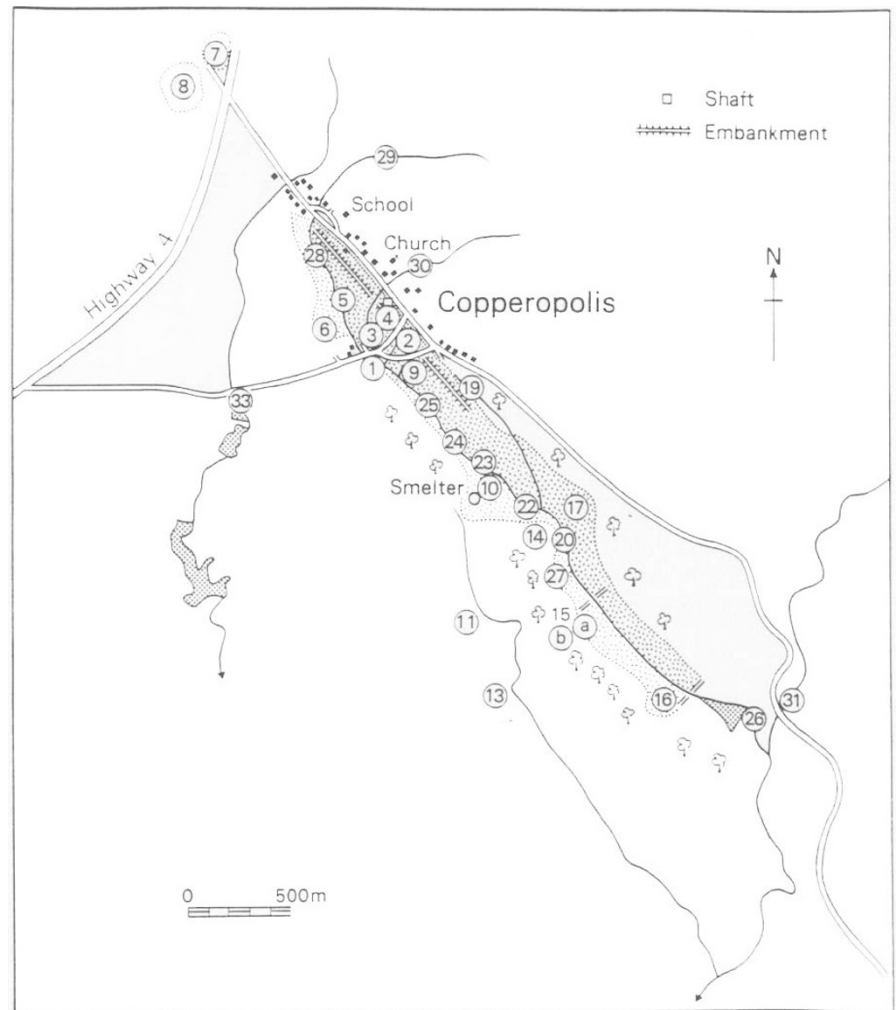 7
8
□ Shaft
Embankment
29
School
Highway 4
Church
28
30
N
5
Copperopolis
4
6
3
2
1
9
19
33
25
24
23
Smelter
10
22
17
14
20
27
15
a
11
b
13
16
26
31
0 500m